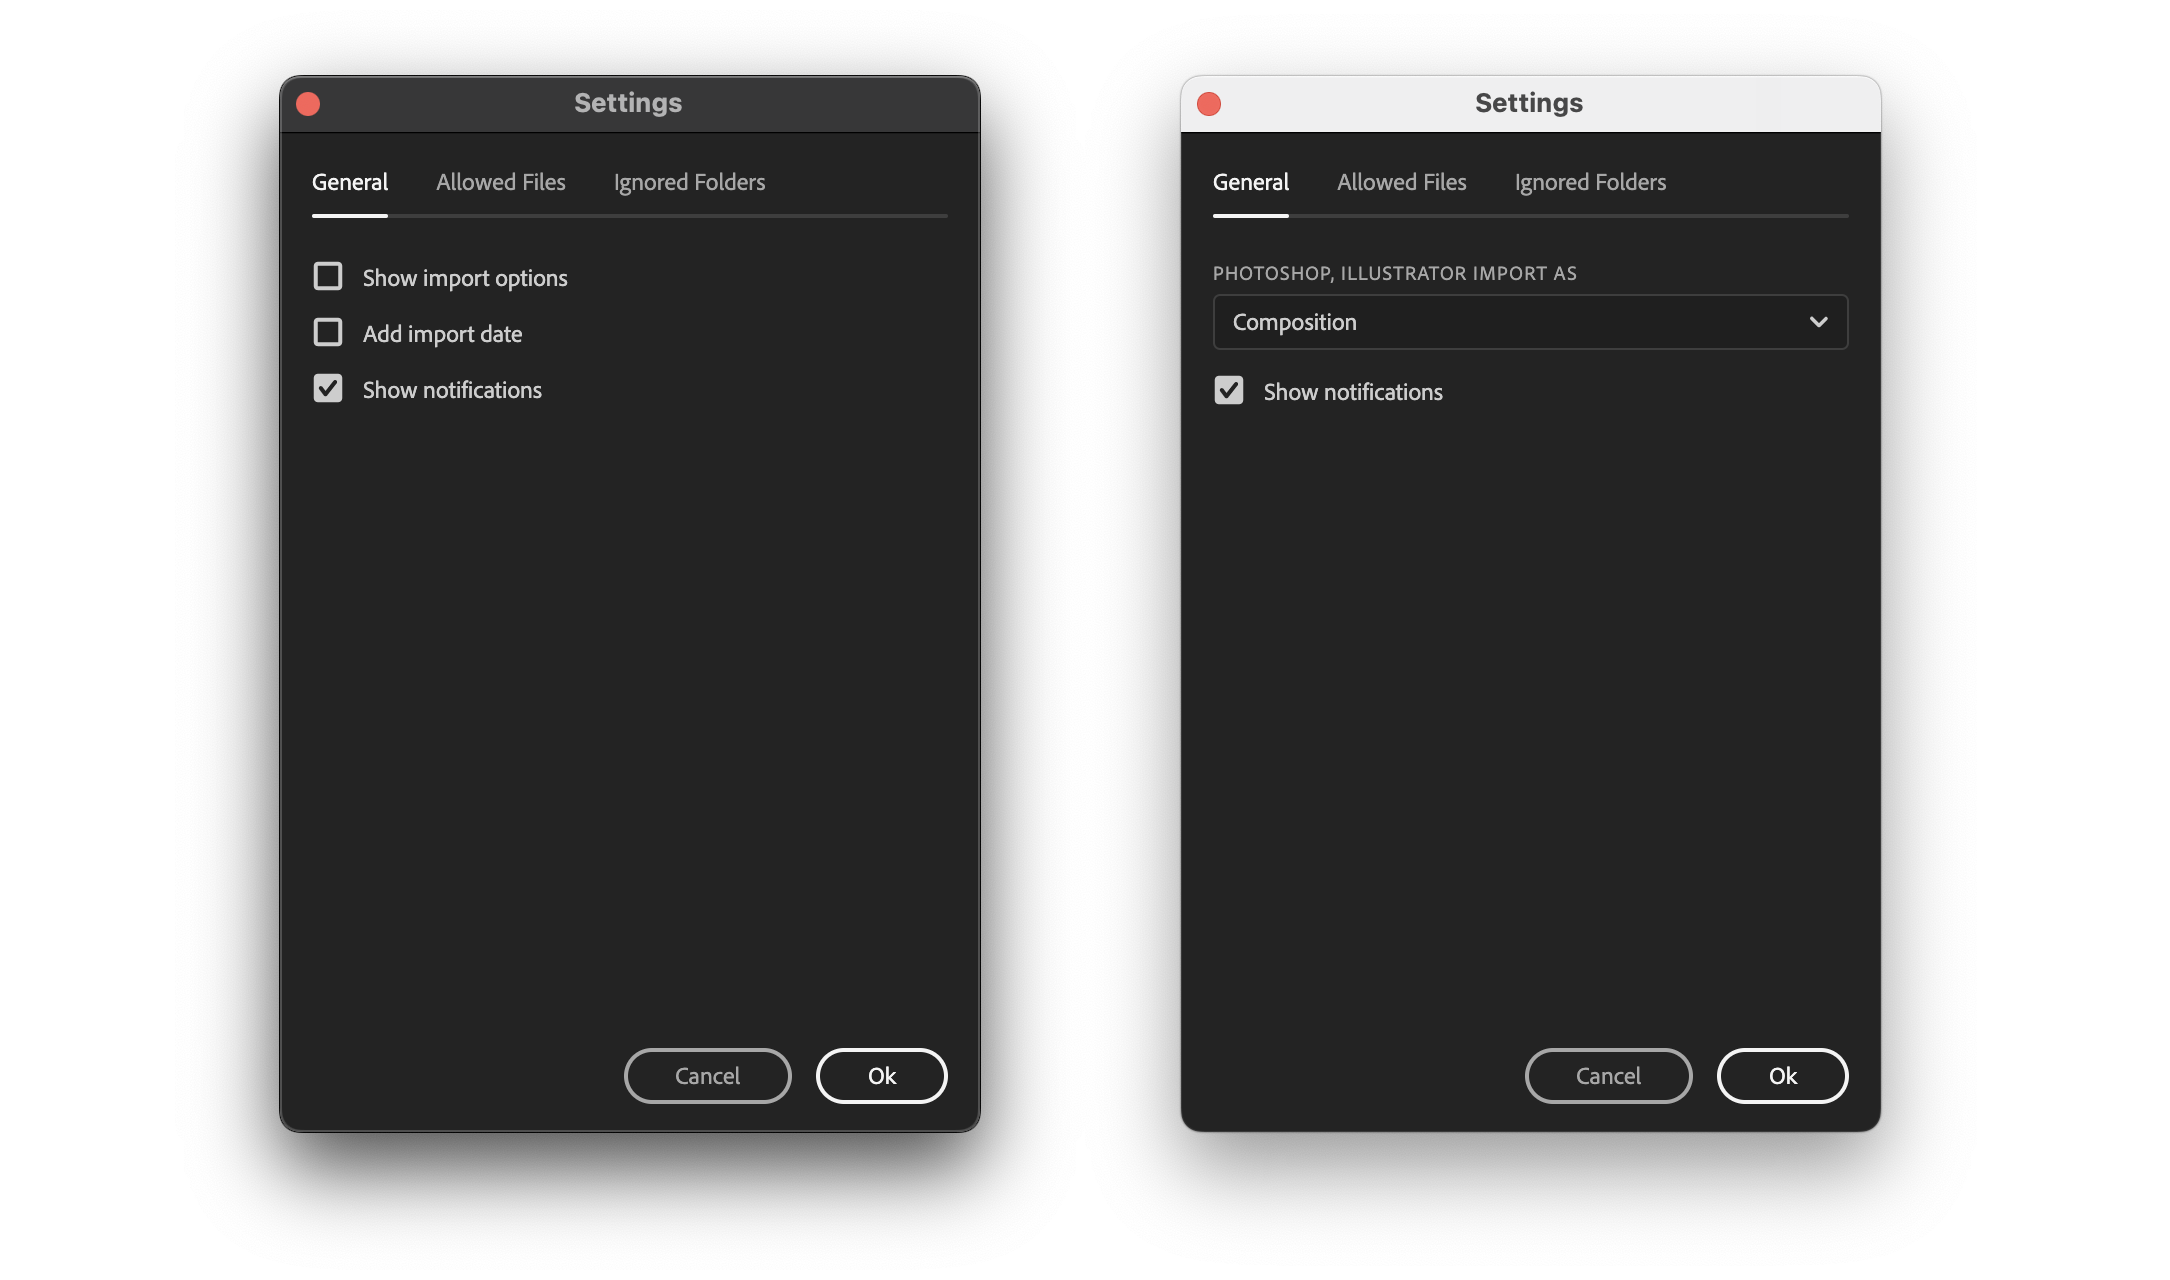 Settings
General Allowed Files Ignored Folders
Show import options
Add import date
Show notifications
Cancel Ok
Settings
General Allowed Files Ignored Folders
PHOTOSHOP, ILLUSTRATOR IMPORT AS
Composition
Show notifications
Cancel Ok